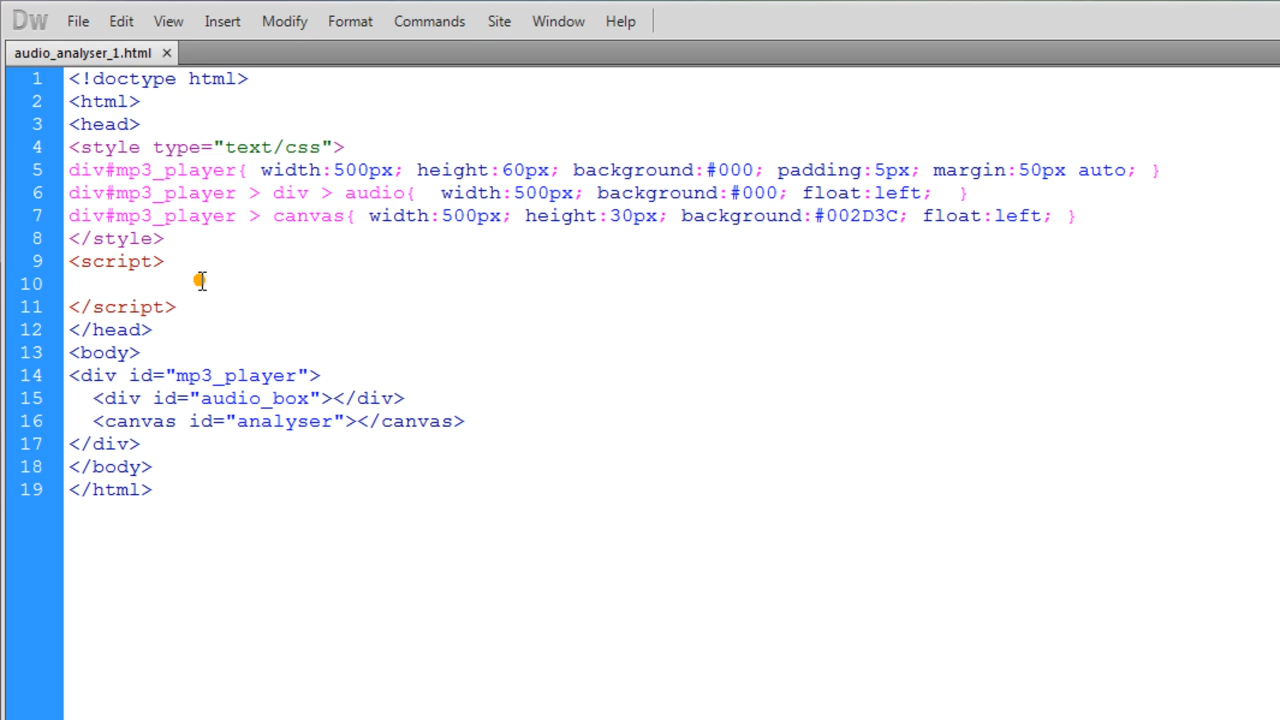 Dw File Edit View Insert Modify Format Commands Site Window Help
audio_analyser_1.html ×
1 <!doctype html>
2 <html>
3 <head>
4 <style type="text/css">
5 div#mp3_player{ width:500px; height:60px; background:#000; padding:5px; margin:50px auto; }
6 div#mp3_player > div > audio{  width:500px; background:#000; float:left;  }
7 div#mp3_player > canvas{ width:500px; height:30px; background:#002D3C; float:left; }
8 </style>
9 <script>
10
11 </script>
12 </head>
13 <body>
14 <div id="mp3_player">
15   <div id="audio_box"></div>
16   <canvas id="analyser"></canvas>
17 </div>
18 </body>
19 </html>